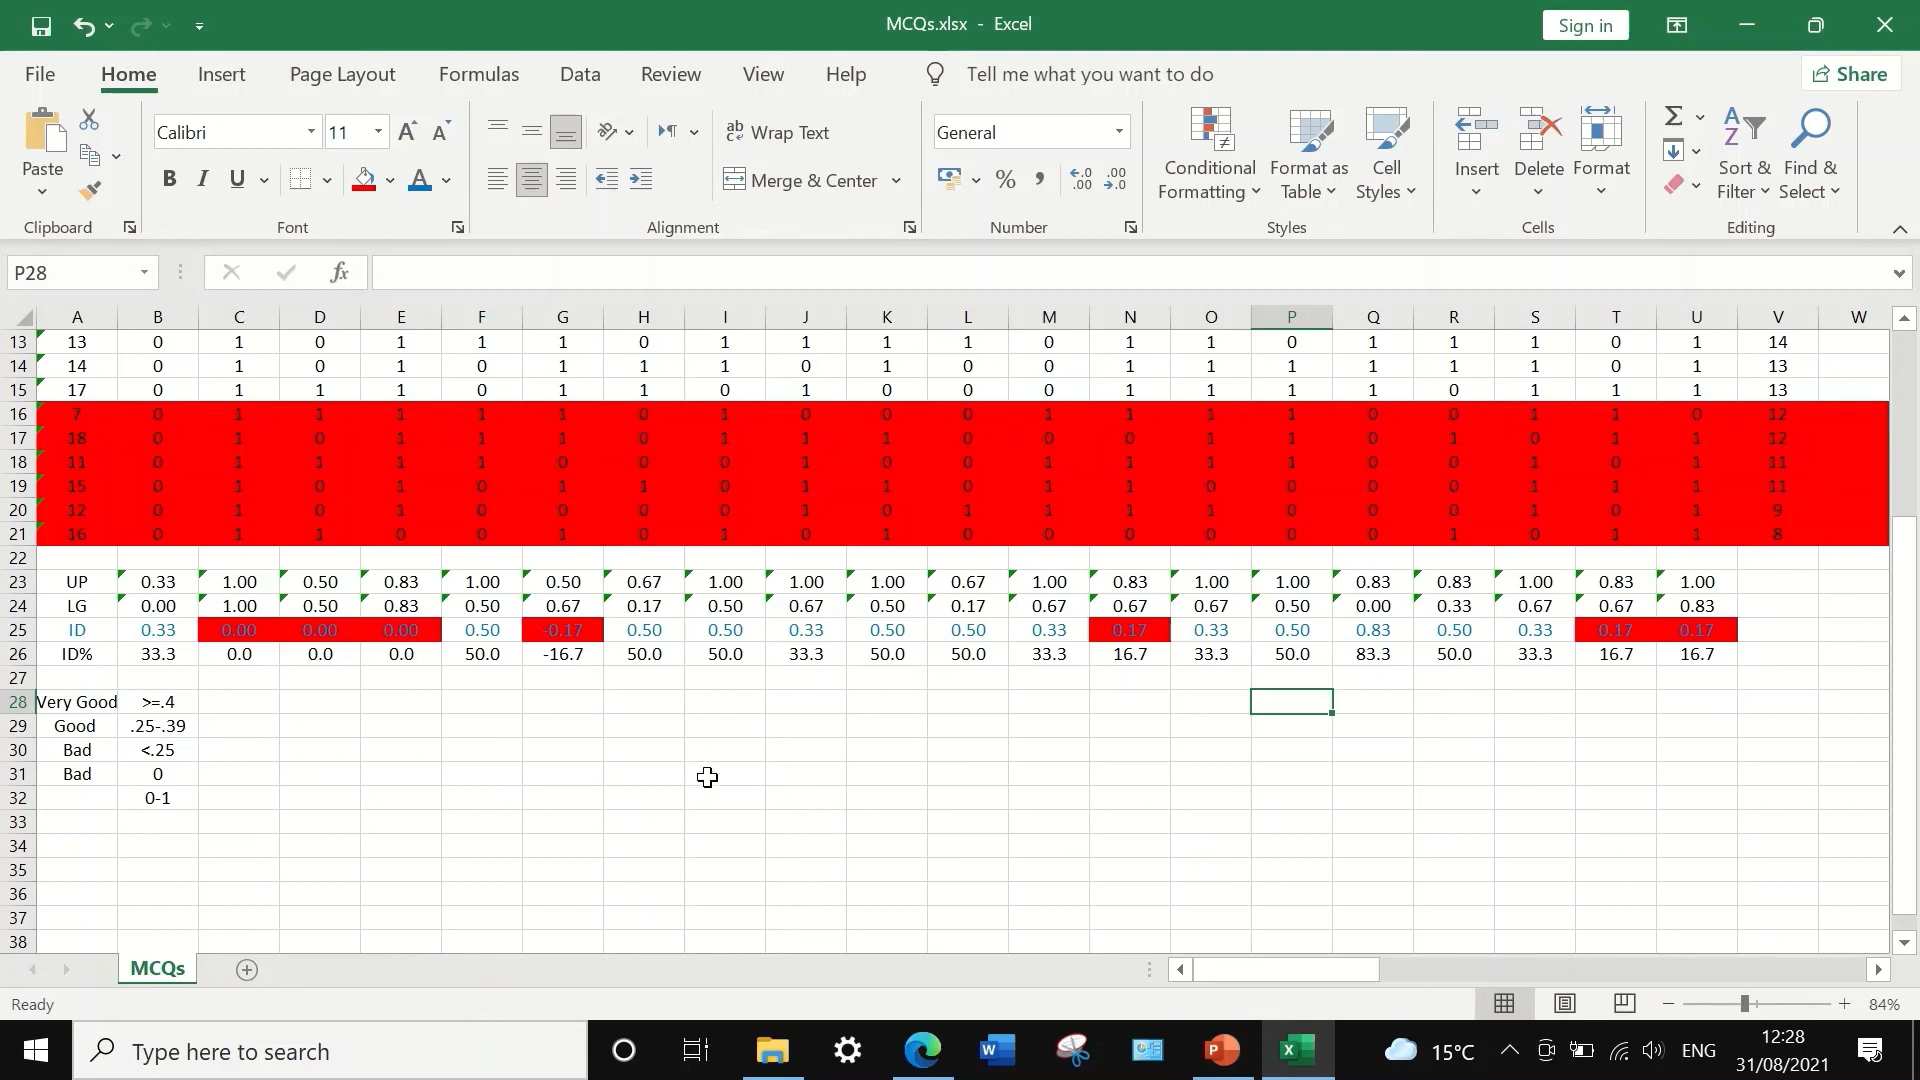 MCQs.xlsx - Excel
Sign in
File Home Insert Page Layout Formulas Data Review View Help Tell me what you want to do Share
Paste
Clipboard
Calibri 11
B I U
Font
ab Wrap Text
Merge & Center
Alignment
General
% ,
Number
Conditional Formatting
Format as Table
Cell Styles
Styles
Insert Delete Format
Cells
Sort & Filter
Find & Select
Editing
P28 fx
A B C D E F G H I J K L M N O P Q R S T U V W
13 13 0 1 0 1 1 1 0 1 1 1 1 0 1 1 0 1 1 1 0 1 14
14 14 0 1 0 1 0 1 1 1 0 1 0 0 1 1 1 1 1 1 0 1 13
15 17 0 1 1 1 0 1 1 0 1 0 0 0 1 1 1 1 0 1 1 1 13
16 7 0 1 1 1 1 1 0 1 0 0 0 1 1 1 1 0 0 1 1 0 12
17 18 0 1 0 1 1 1 0 1 1 1 0 0 0 1 1 0 1 0 1 1 12
18 11 0 1 1 1 1 0 0 0 1 0 0 1 1 1 1 0 0 1 0 1 11
19 15 0 1 0 1 0 1 1 0 1 1 0 1 1 0 0 0 0 1 1 1 11
20 12 0 1 0 1 0 0 0 0 1 0 1 1 1 1 0 0 0 1 0 1 9
21 16 0 1 1 0 0 1 0 1 0 1 0 0 0 0 0 0 1 0 1 1 8
22
23 UP 0.33 1.00 0.50 0.83 1.00 0.50 0.67 1.00 1.00 1.00 0.67 1.00 0.83 1.00 1.00 0.83 0.83 1.00 0.83 1.00
24 LG 0.00 1.00 0.50 0.83 0.50 0.67 0.17 0.50 0.67 0.50 0.17 0.67 0.67 0.67 0.50 0.00 0.33 0.67 0.67 0.83
25 ID 0.33 0.00 0.00 0.00 0.50 -0.17 0.50 0.50 0.33 0.50 0.50 0.33 0.17 0.33 0.50 0.83 0.50 0.33 0.17 0.17
26 ID% 33.3 0.0 0.0 0.0 50.0 -16.7 50.0 50.0 33.3 50.0 50.0 33.3 16.7 33.3 50.0 83.3 50.0 33.3 16.7 16.7
27
28 Very Good >=.4
29 Good .25-.39
30 Bad <.25
31 Bad 0
32 0-1
33
34
35
36
37
38
MCQs
Ready 84%
Type here to search 15°C ENG 12:28
31/08/2021